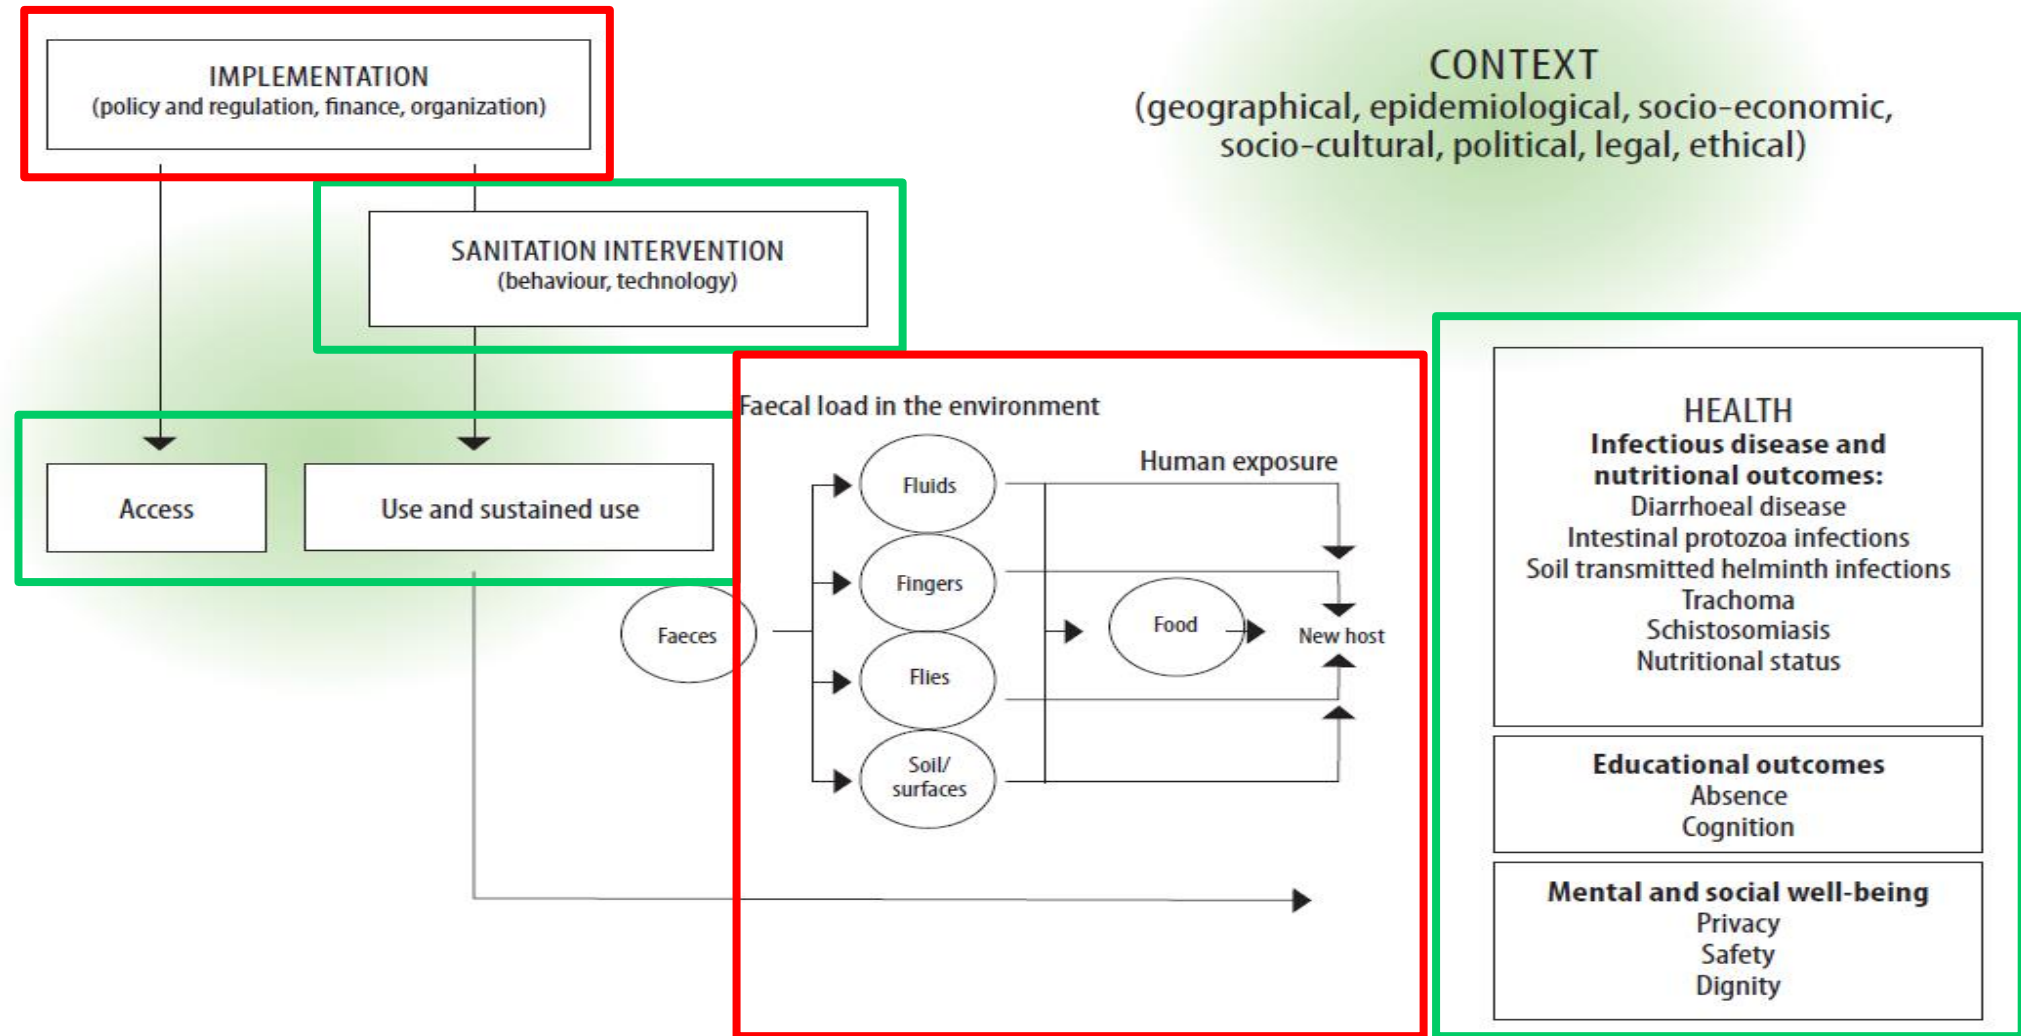 IMPLEMENTATION
(policy and regulation, finance, organization)
CONTEXT
(geographical, epidemiological, socio-economic,
socio-cultural, political, legal, ethical)
SANITATION INTERVENTION
(behaviour, technology)
Access
Use and sustained use
Faecal load in the environment
Human exposure
Faeces
Fluids
Fingers
Flies
Soil/
surfaces
Food
New host
HEALTH
Infectious disease and
nutritional outcomes:
Diarrhoeal disease
Intestinal protozoa infections
Soil transmitted helminth infections
Trachoma
Schistosomiasis
Nutritional status
Educational outcomes
Absence
Cognition
Mental and social well-being
Privacy
Safety
Dignity